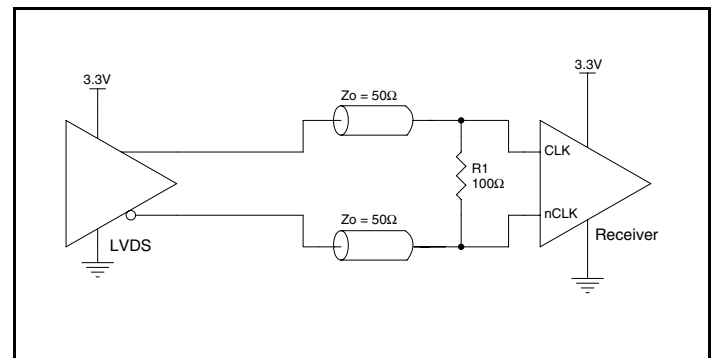 3.3V
3.3V
Zo = 50Ω
CLK
R1
100Ω
Zo = 50Ω
nCLK
LVDS
Receiver